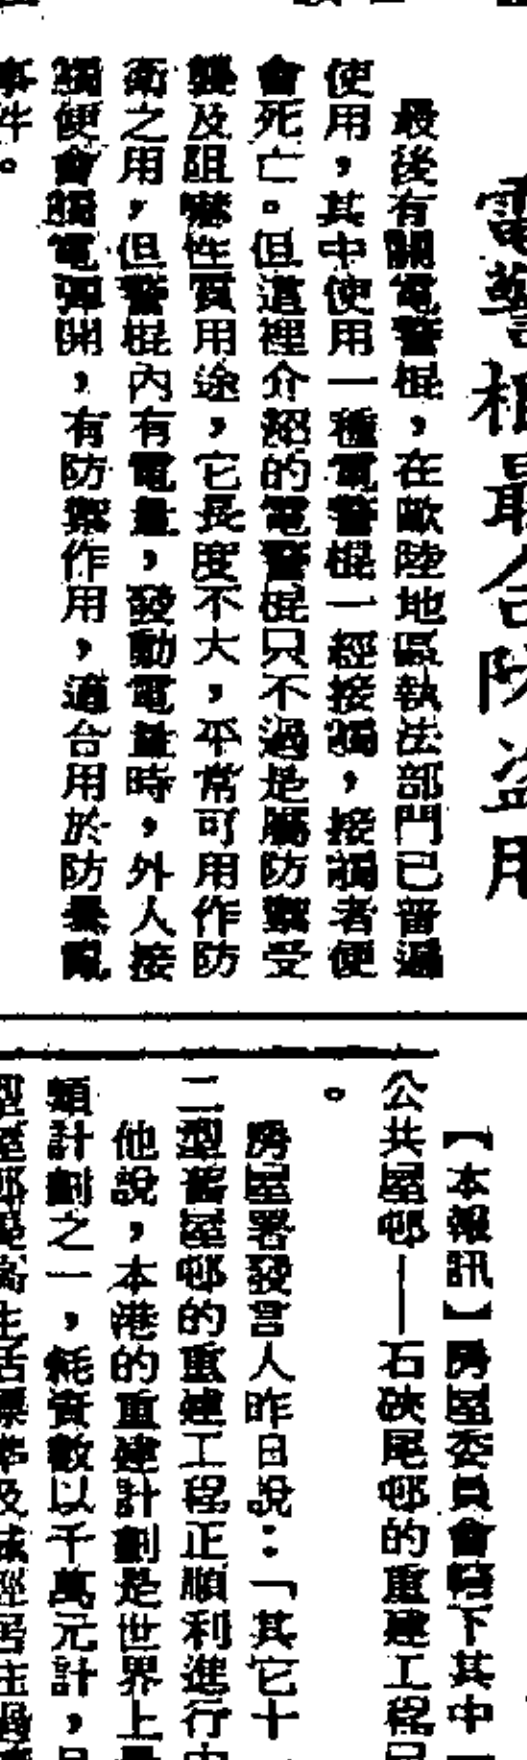 電警棍最合防盜用
最後有關電警棍，在歐陸地區執法部門已普遍
使用，其中使用一種電警棍一經接觸，接觸者便
會死亡。但這裡介紹的電警棍只不過是屬防禦受
襲及阻嚇性質用途，它長度不大，平常可用作防
衛之用，但警棍內有電量，發動電量時，外人接
觸便會觸電彈開，有防禦作用，適合用於防暴亂
事件。
【本報訊】房屋委員會轄下其中一
公共屋邨——石硤尾邨的重建工程已
。
房屋署發言人昨日說：「其它十
二型舊屋邨的重建工程正順利進行中
他說，本港的重建計劃是世界上
類計劃之一，耗資數以千萬元計，